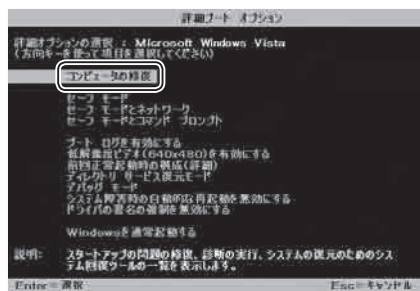 詳細ブート オプション
詳細オプションの選択 : Microsoft Windows Vista
(方向キーを使って項目を選択してください)
コンピュータの修復
セーフ モード
セーフ モードとネットワーク
セーフ モードとコマンド プロンプト
ブート ログを有効にする
低解像度ビデオ(640x480)を有効にする
前回正常起動時の構成(詳細)
ディレクトリ サービス復元モード
デバッグ モード
システム障害時の自動的な再起動を無効にする
ドライバの署名の強制を無効にする
Windowsを通常起動する
説明: スタートアップの問題の修復、診断の実行、システムの復元のためのシス
テム回復ツールの一覧を表示します。
Enter=選択 Esc=キャンセル